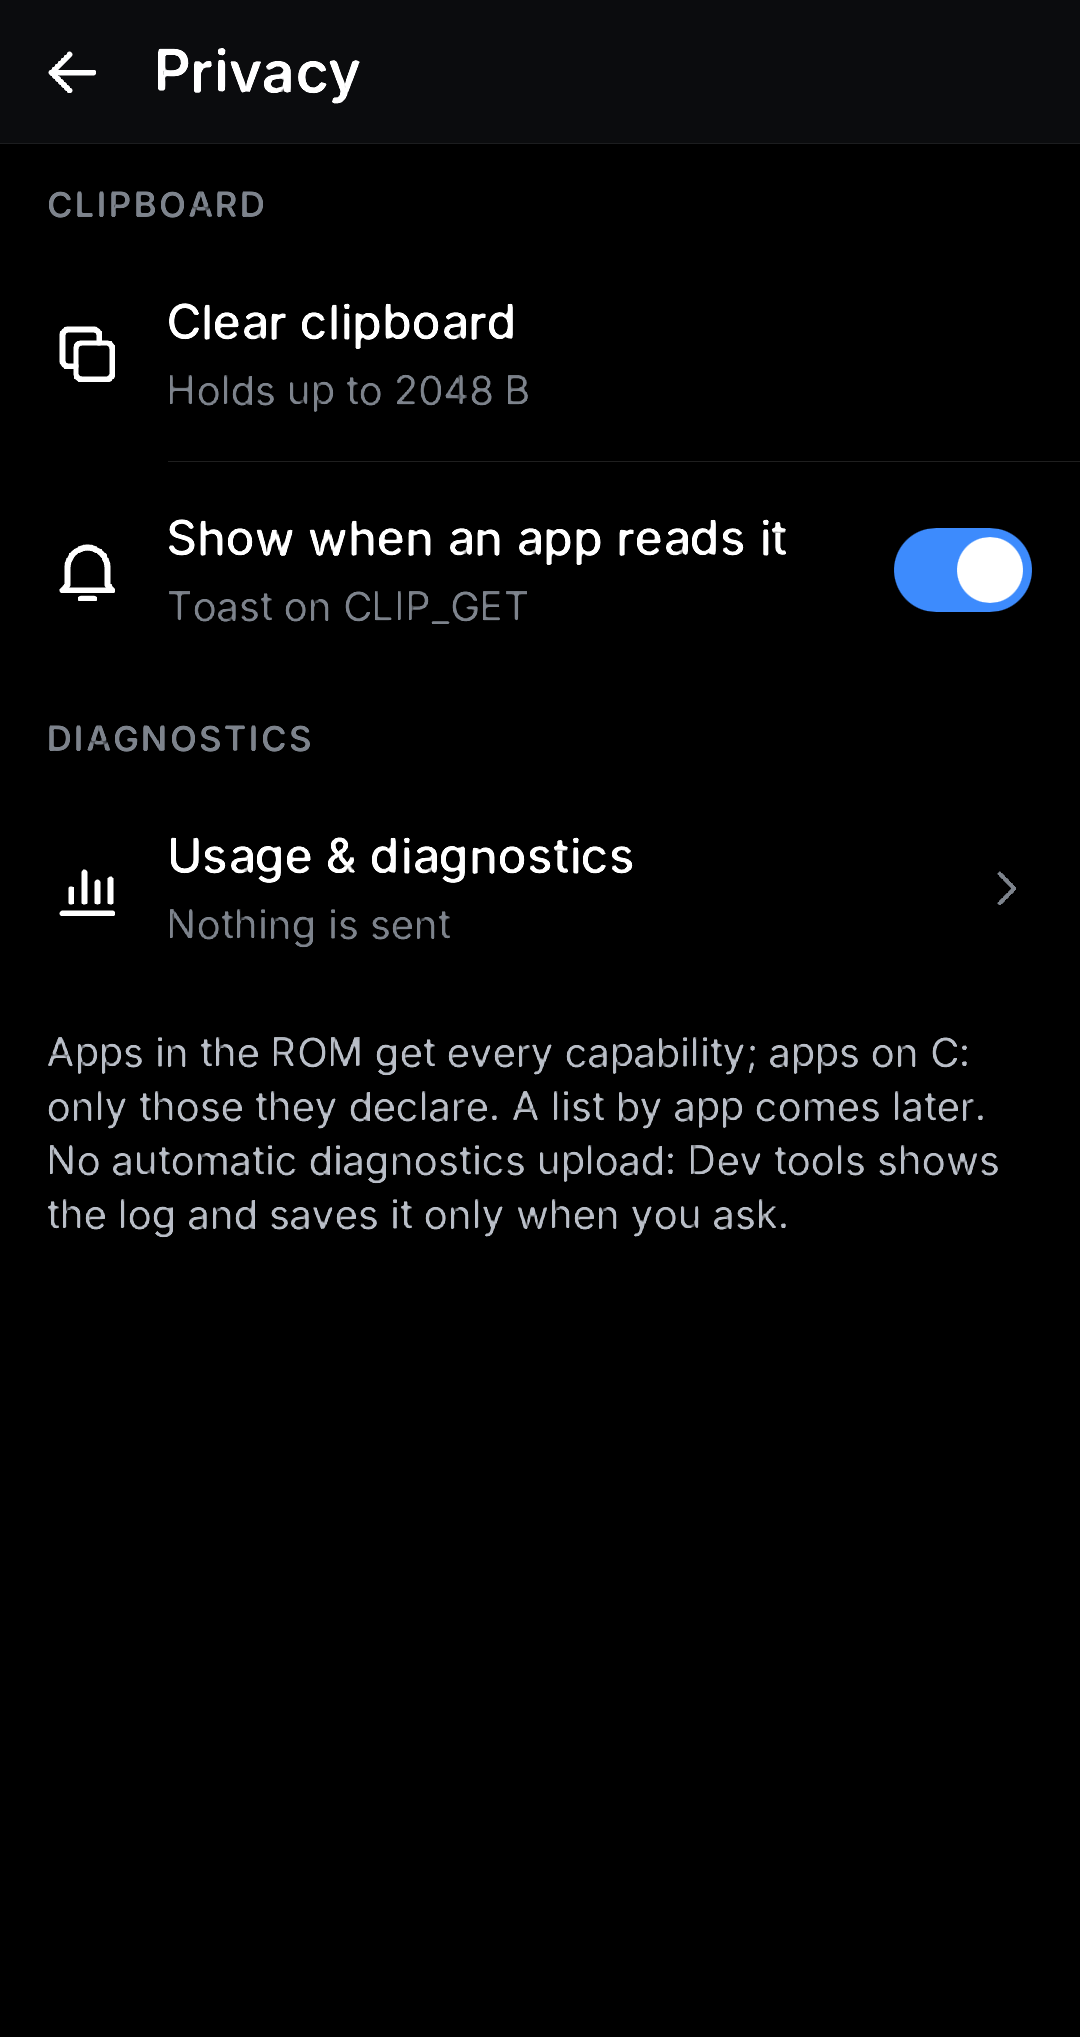 Privacy
CLIPBOARD
Clear clipboard
Holds up to 2048 B
Show when an app reads it
Toast on CLIP_GET
DIAGNOSTICS
Usage & diagnostics
Nothing is sent
Apps in the ROM get every capability; apps on C:
only those they declare. A list by app comes later.
No automatic diagnostics upload: Dev tools shows
the log and saves it only when you ask.